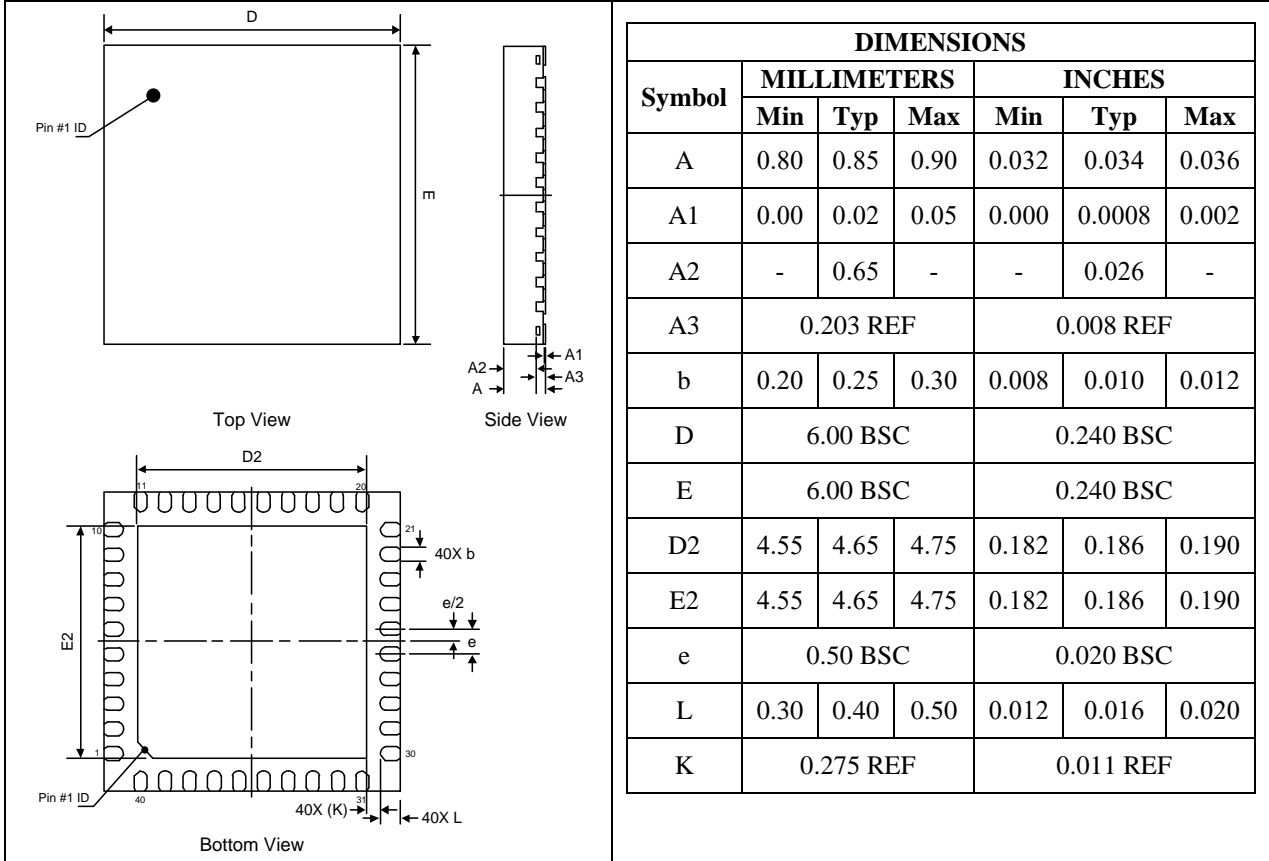 D
Pin #1 ID
E
A1
A2
A3
A
Top View
Side View
D2
11
20
10
21
40X b
e/2
e
E2
1
30
Pin #1 ID
40
31
40X (K)
40X L
Bottom View
DIMENSIONS
Symbol MILLIMETERS INCHES
Min Typ Max Min Typ Max
A 0.80 0.85 0.90 0.032 0.034 0.036
A1 0.00 0.02 0.05 0.000 0.0008 0.002
A2 - 0.65 - - 0.026 -
A3 0.203 REF 0.008 REF
b 0.20 0.25 0.30 0.008 0.010 0.012
D 6.00 BSC 0.240 BSC
E 6.00 BSC 0.240 BSC
D2 4.55 4.65 4.75 0.182 0.186 0.190
E2 4.55 4.65 4.75 0.182 0.186 0.190
e 0.50 BSC 0.020 BSC
L 0.30 0.40 0.50 0.012 0.016 0.020
K 0.275 REF 0.011 REF